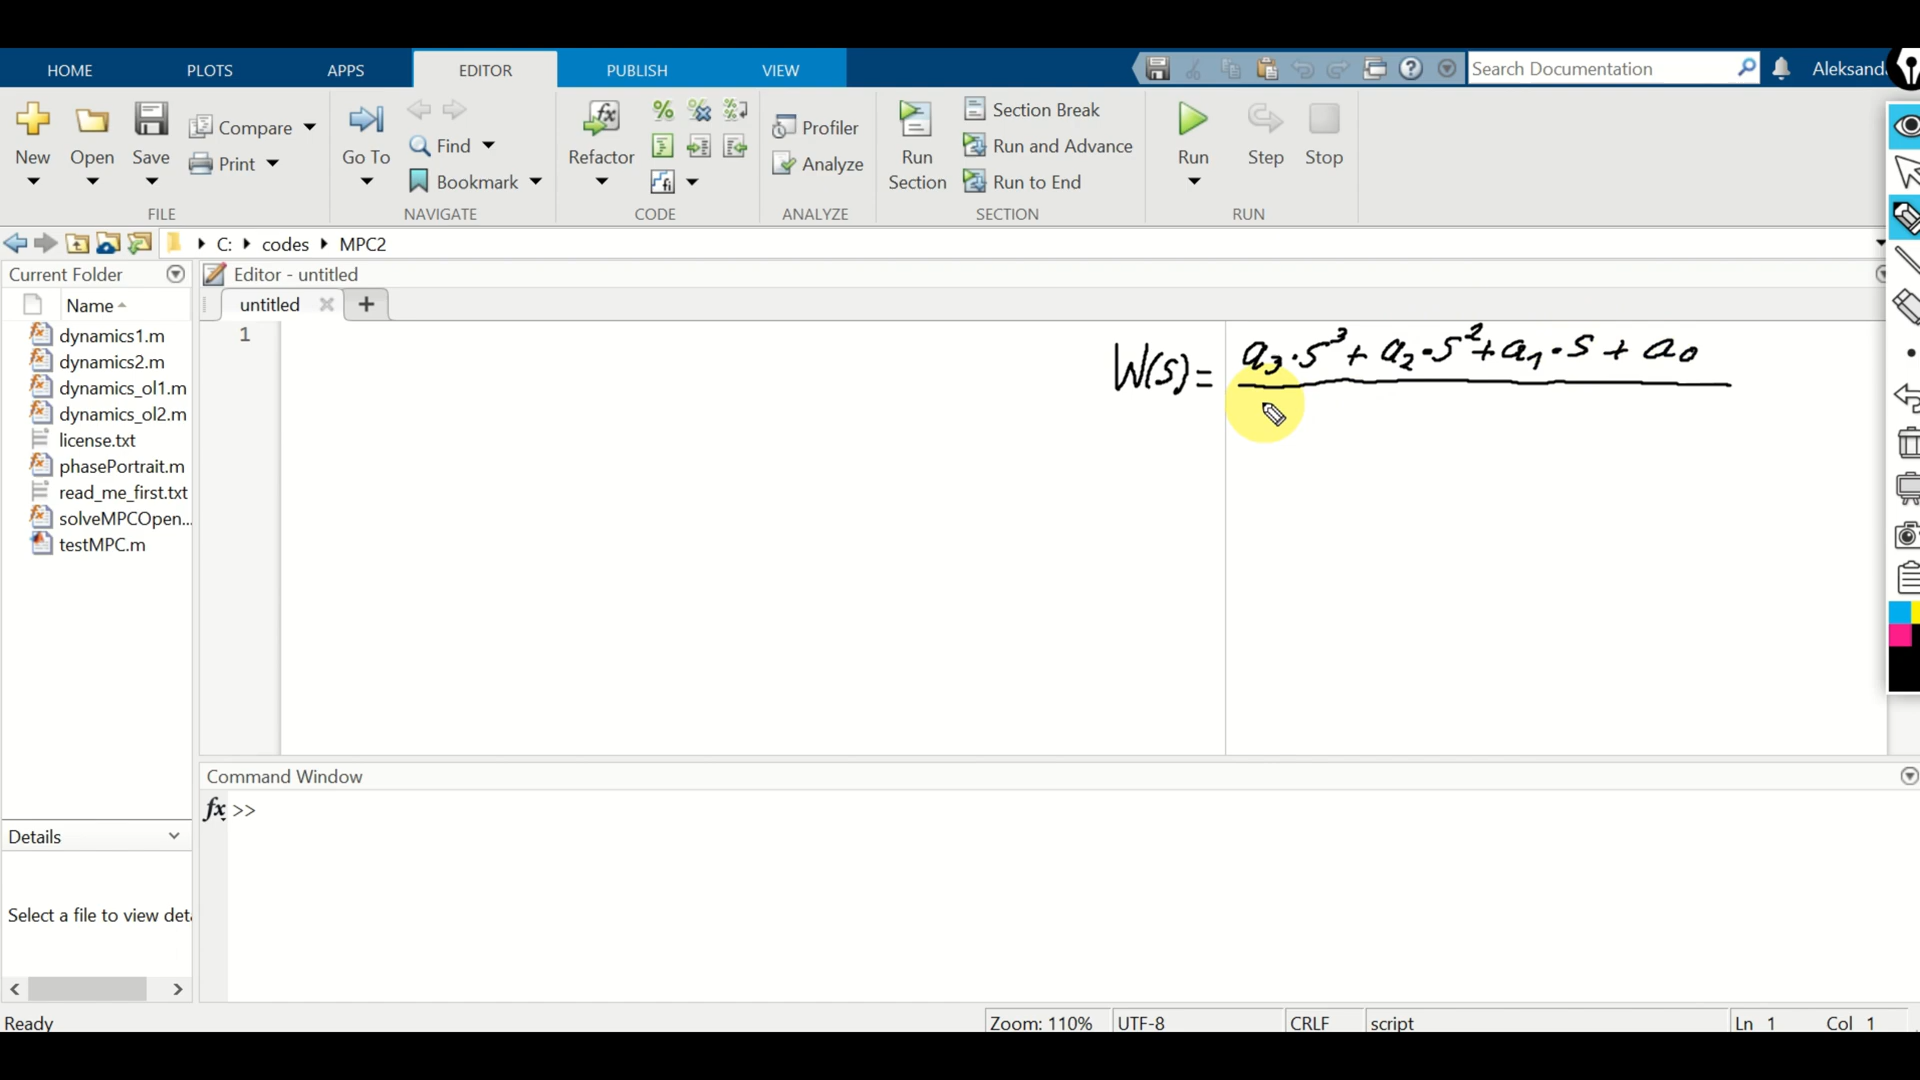 HOME PLOTS APPS EDITOR PUBLISH VIEW Search Documentation
New Open Save Compare Print Go To Find Bookmark Refactor Profiler Analyze Run Section Section Break Run and Advance Run to End Run Step Stop
FILE NAVIGATE CODE ANALYZE SECTION RUN
C: codes MPC2
Current Folder
Editor - untitled
Name
untitled
1
dynamics1.m
dynamics2.m
dynamics_ol1.m
dynamics_ol2.m
license.txt
phasePortrait.m
read_me_first.txt
solveMPCOpen...
testMPC.m
W(s) = a3·s^3 + a2·s^2 + a1·s + a0
Command Window
fx >>
Details
Select a file to view deta
Ready
Zoom: 110% UTF-8 CRLF script Ln 1 Col 1